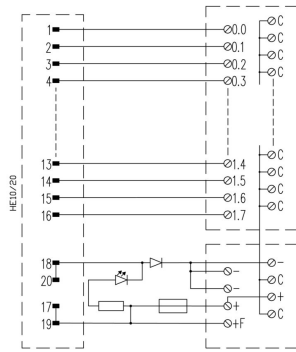 C
1 0.0 C
2 0.1 C
3 0.2 C
4 0.3 C
13 1.4 C
14 1.5 C
15 1.6 C
16 1.7 C
HE10/20
18 -
20 -
C
- +
17 +
C
19 +F